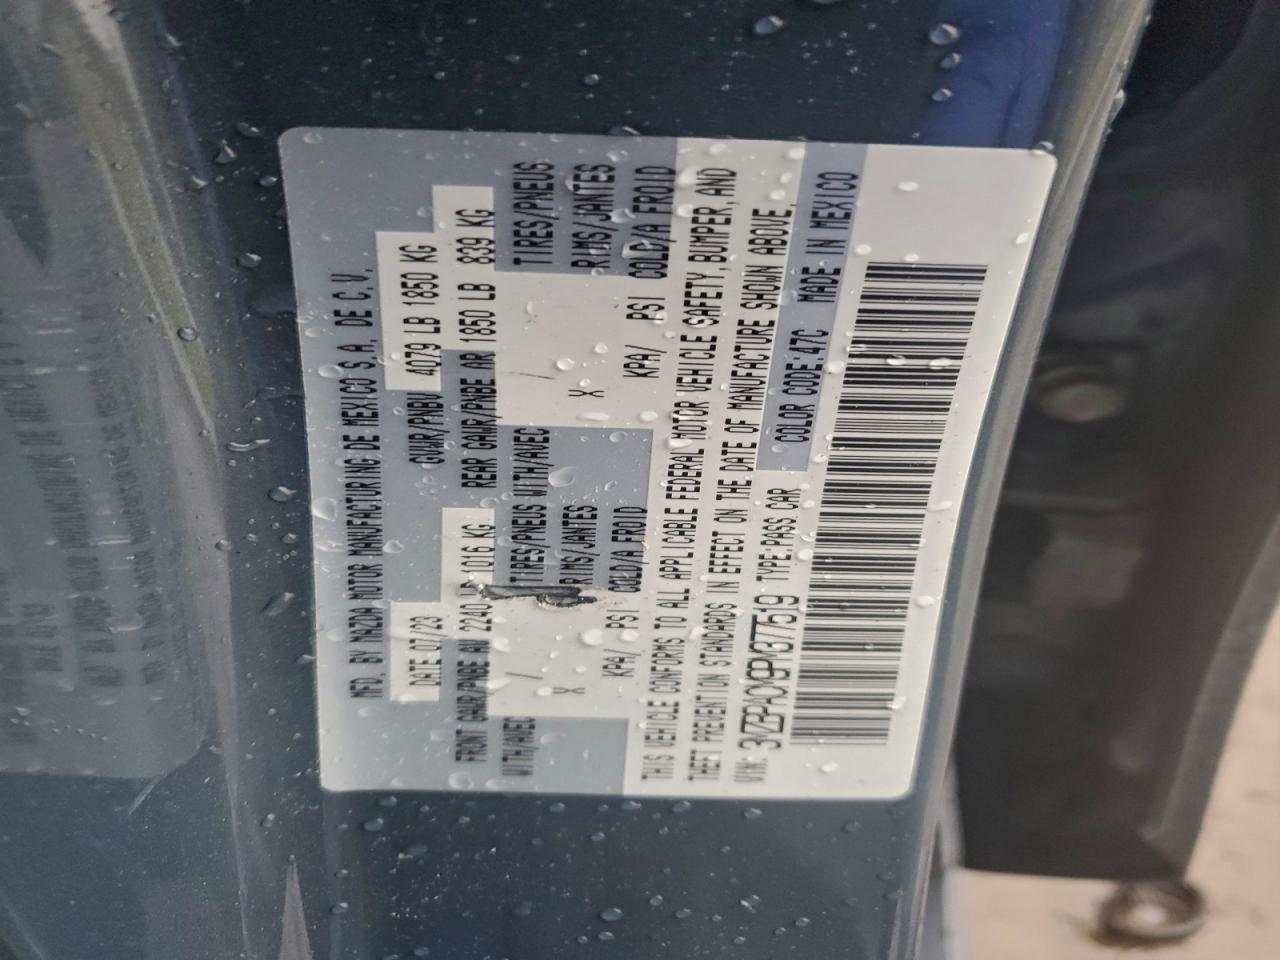 MFD. BY MAZDA MOTOR MANUFACTURING DE MEXICO S.A. DE C.V.
DATE 07/23 GVWR/PNBV 4079 LB 1850 KG
FRONT GAWR/PNBE AV 2240 1016 KG REAR GAWR/PNBE AR 1850 LB 839 KG
WITH/AVEC / TIRES/PNEUS WITH/AVEC / TIRES/PNEUS
X RIMS/JANTES X RIMS/JANTES
KPA/ PSI COLD/A FROID KPA/ PSI COLD/A FROID
THIS VEHICLE CONFORMS TO ALL APPLICABLE FEDERAL MOTOR VEHICLE SAFETY, BUMPER, AND
THEFT PREVENTION STANDARDS IN EFFECT ON THE DATE OF MANUFACTURE SHOWN ABOVE.
COLOR CODE:47C MADE IN MEXICO
VIN: TYPE:PASS CAR